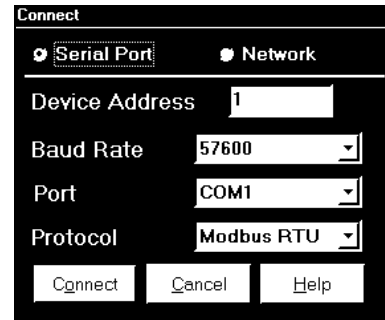 Connect
Serial Port Network
Device Address 1
Baud Rate 57600
Port COM1
Protocol Modbus RTU
Connect Cancel Help